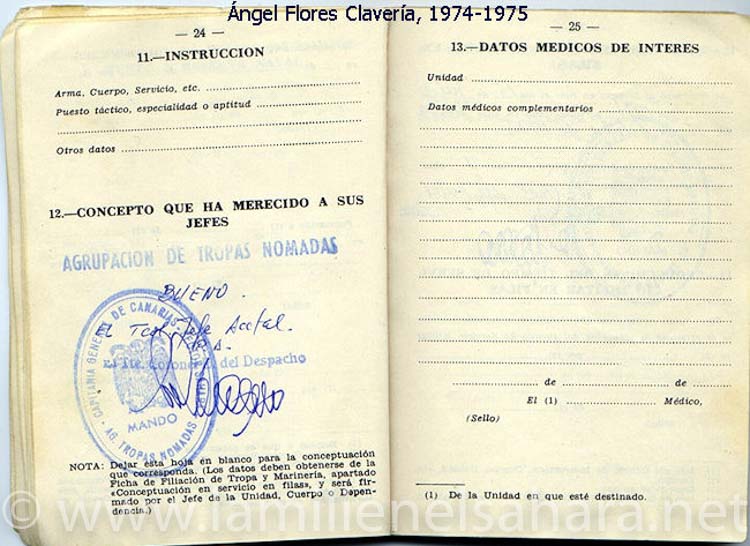 Ángel Flores Clavería, 1974-1975
— 24 —
11.—INSTRUCCION
Arma, Cuerpo, Servicio, etc.
Puesto táctico, especialidad o aptitud
Otros datos
12.—CONCEPTO QUE HA MERECIDO A SUS
JEFES
AGRUPACION DE TROPAS NOMADAS
BUENO.
El Tcol. Jefe Acctal.
El Tte. Coronel del Despacho
CAPITANIA GENERAL DE CANARIAS
MANDO
AG. TROPAS NOMADAS
NOTA: Dejar esta hoja en blanco para la conceptuación
que corresponda. (Los datos deben obtenerse de la
Ficha de Filiación de Tropa y Marinería, apartado
«Conceptuación en servicio en filas», y será fir-
mado por el Jefe de la Unidad, Cuerpo o Depen-
dencia.)
— 25 —
13.—DATOS MEDICOS DE INTERES
Unidad
Datos médicos complementarios
de de
El (1) Médico,
(Sello)
(1) De la Unidad en que esté destinado.
© www.lamilienelsahara.net